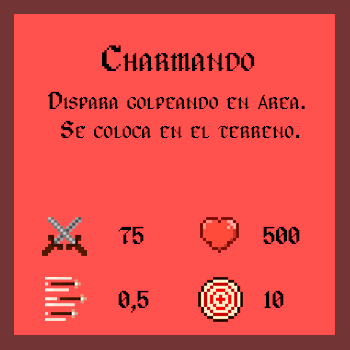 Charmando
Dispara golpeando en área.
Se coloca en el terreno.
75 500
0,5 10